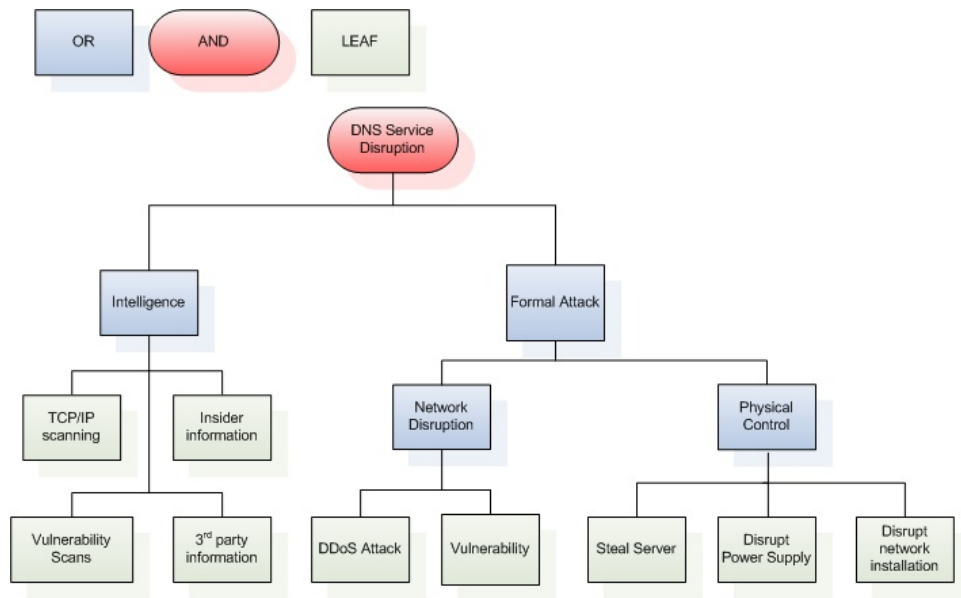 OR
AND
LEAF
DNS Service
Disruption
Intelligence
Formal Attack
TCP/IP
scanning
Insider
information
Network
Disruption
Physical
Control
Vulnerability
Scans
3rd party
information
DDoS Attack
Vulnerability
Steal Server
Disrupt
Power Supply
Disrupt
network
installation